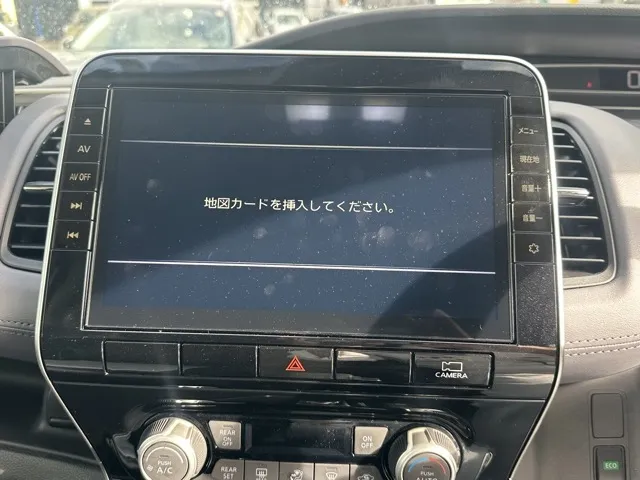 AV
AV OFF
地図カードを挿入してください。
メニュー
現在地
音量＋
音量－
CAMERA
REAR
ON
OFF
ON
OFF
PUSH
A/C
REAR
SET
PUSH
AUTO
ECO